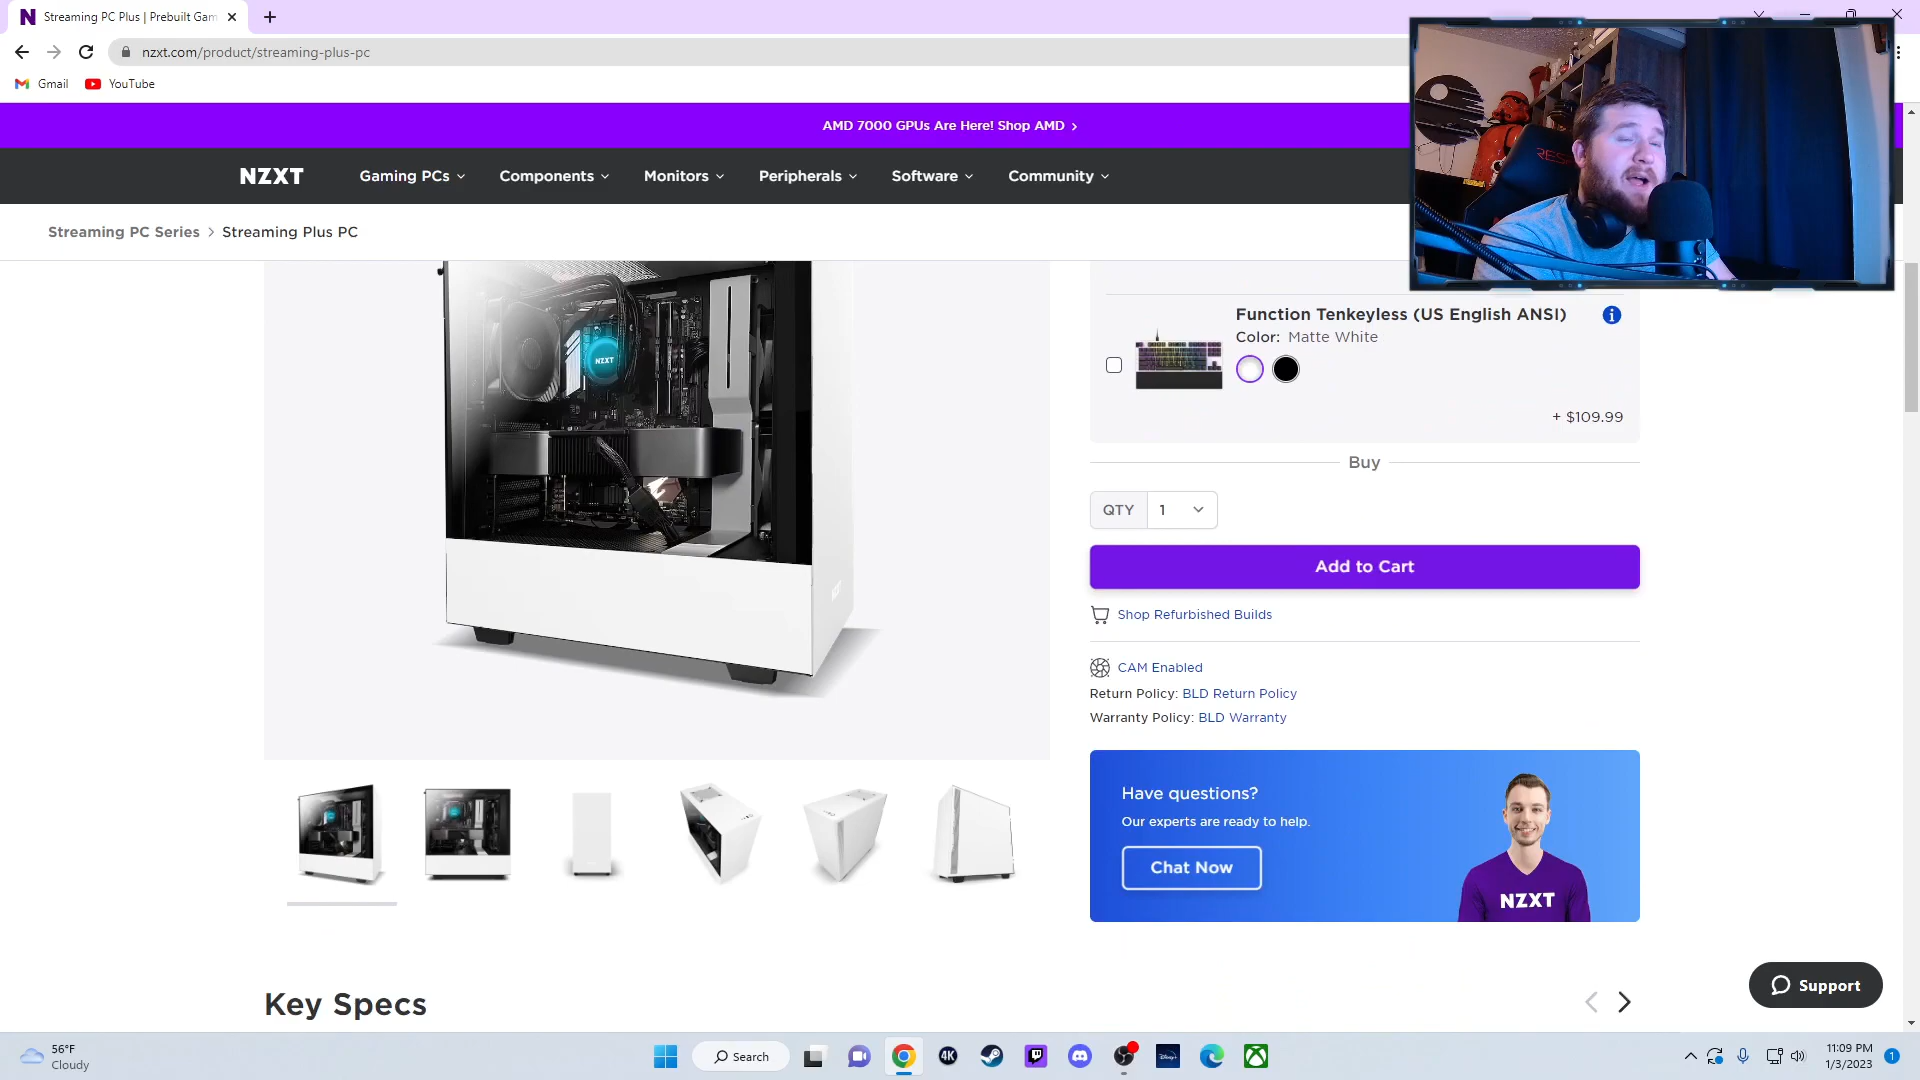 Streaming PC Plus | Prebuilt Gam
nzxt.com/product/streaming-plus-pc
Gmail
YouTube
AMD 7000 GPUs Are Here! Shop AMD
NZXT
Gaming PCs
Components
Monitors
Peripherals
Software
Community
Streaming PC Series > Streaming Plus PC
NZXT
Function Tenkeyless (US English ANSI)
Color: Matte White
+ $109.99
Buy
QTY 1
Add to Cart
Shop Refurbished Builds
CAM Enabled
Return Policy: BLD Return Policy
Warranty Policy: BLD Warranty
Have questions?
Our experts are ready to help.
Chat Now
NZXT
Key Specs
Support
56°F
Cloudy
Search
4K
11:09 PM
1/3/2023
1